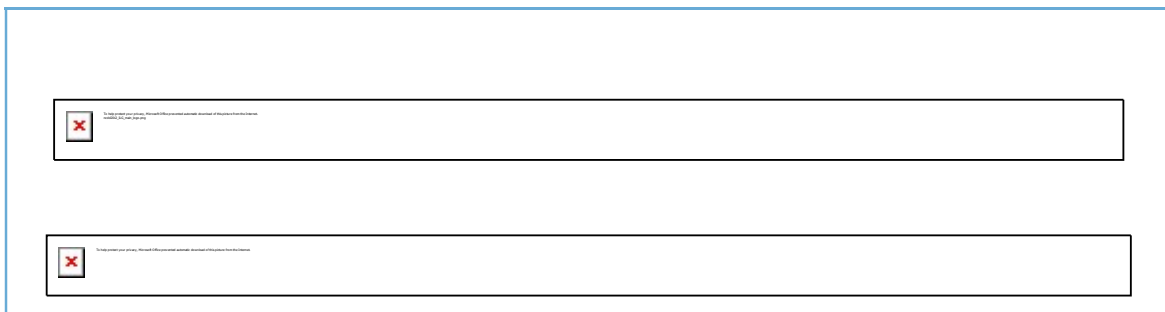 To help protect your privacy, Microsoft Office prevented automatic download of this picture from the Internet.
To help protect your privacy, Microsoft Office prevented automatic download of this picture from the Internet.